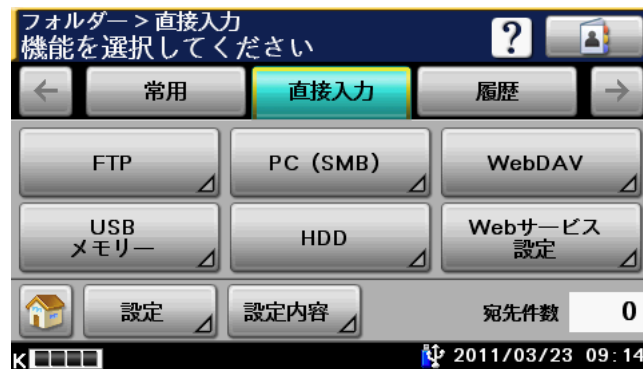 フォルダー＞直接入力
機能を選択してください
?
← 常用 直接入力 履歴 →
FTP PC（SMB） WebDAV
USB
メモリー HDD Webサービス
設定
設定 設定内容 宛先件数 0
K 2011/03/23 09:14